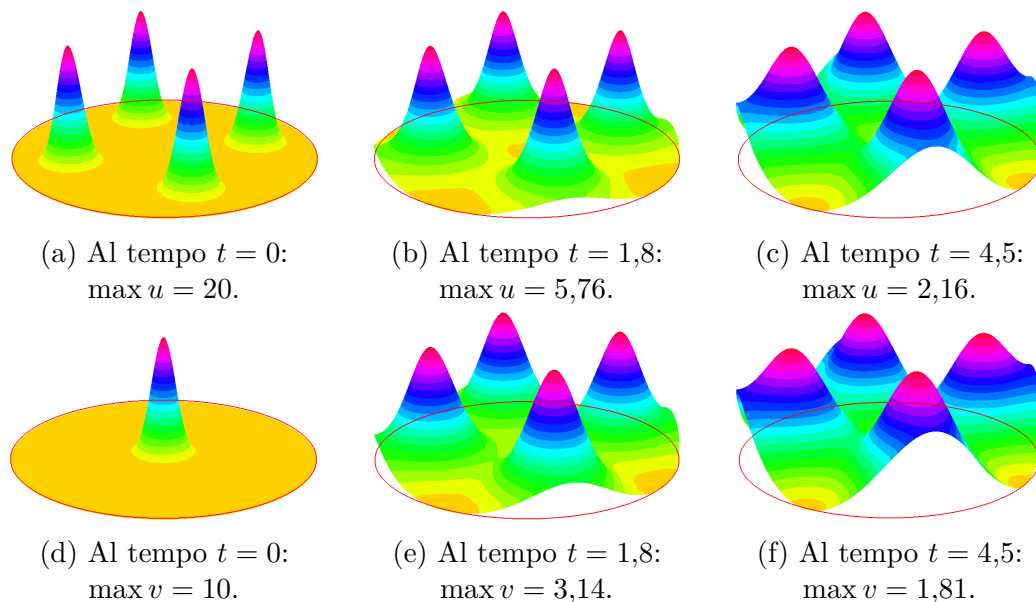 (a) Al tempo t = 0:
max u = 20.
(b) Al tempo t = 1,8:
max u = 5,76.
(c) Al tempo t = 4,5:
max u = 2,16.
(d) Al tempo t = 0:
max v = 10.
(e) Al tempo t = 1,8:
max v = 3,14.
(f) Al tempo t = 4,5:
max v = 1,81.